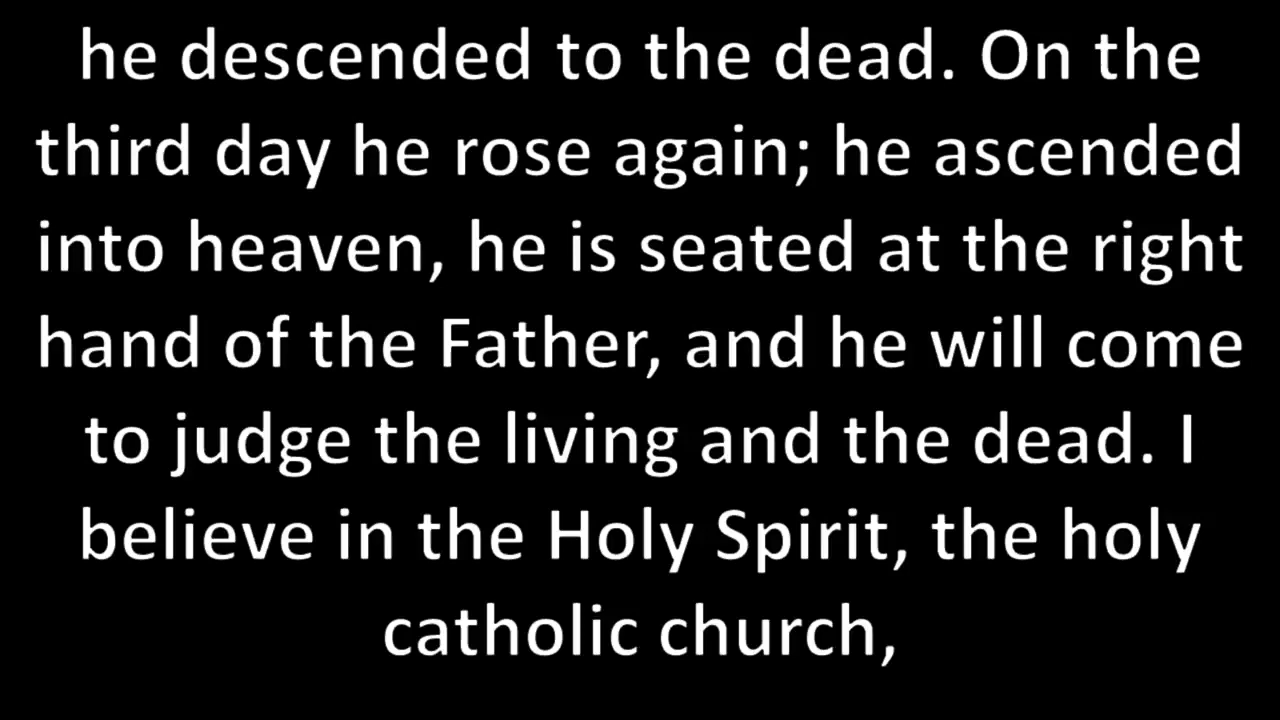 he descended to the dead. On the
third day he rose again; he ascended
into heaven, he is seated at the right
hand of the Father, and he will come
to judge the living and the dead. I
believe in the Holy Spirit, the holy
catholic church,